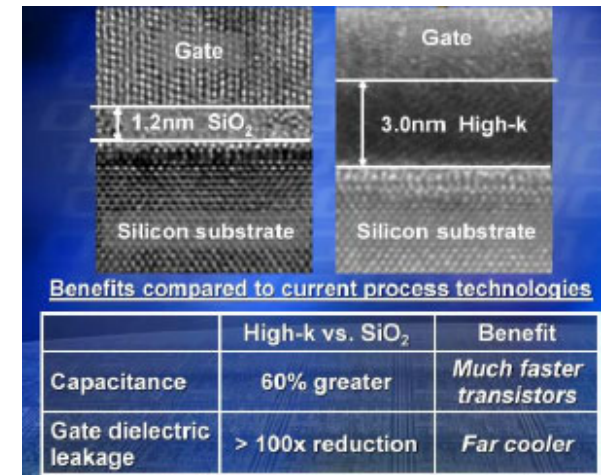 Gate
1.2nm SiO₂
Silicon substrate
Gate
3.0nm High-k
Silicon substrate
Benefits compared to current process technologies
High-k vs. SiO₂ Benefit
Capacitance 60% greater Much faster transistors
Gate dielectric leakage > 100x reduction Far cooler